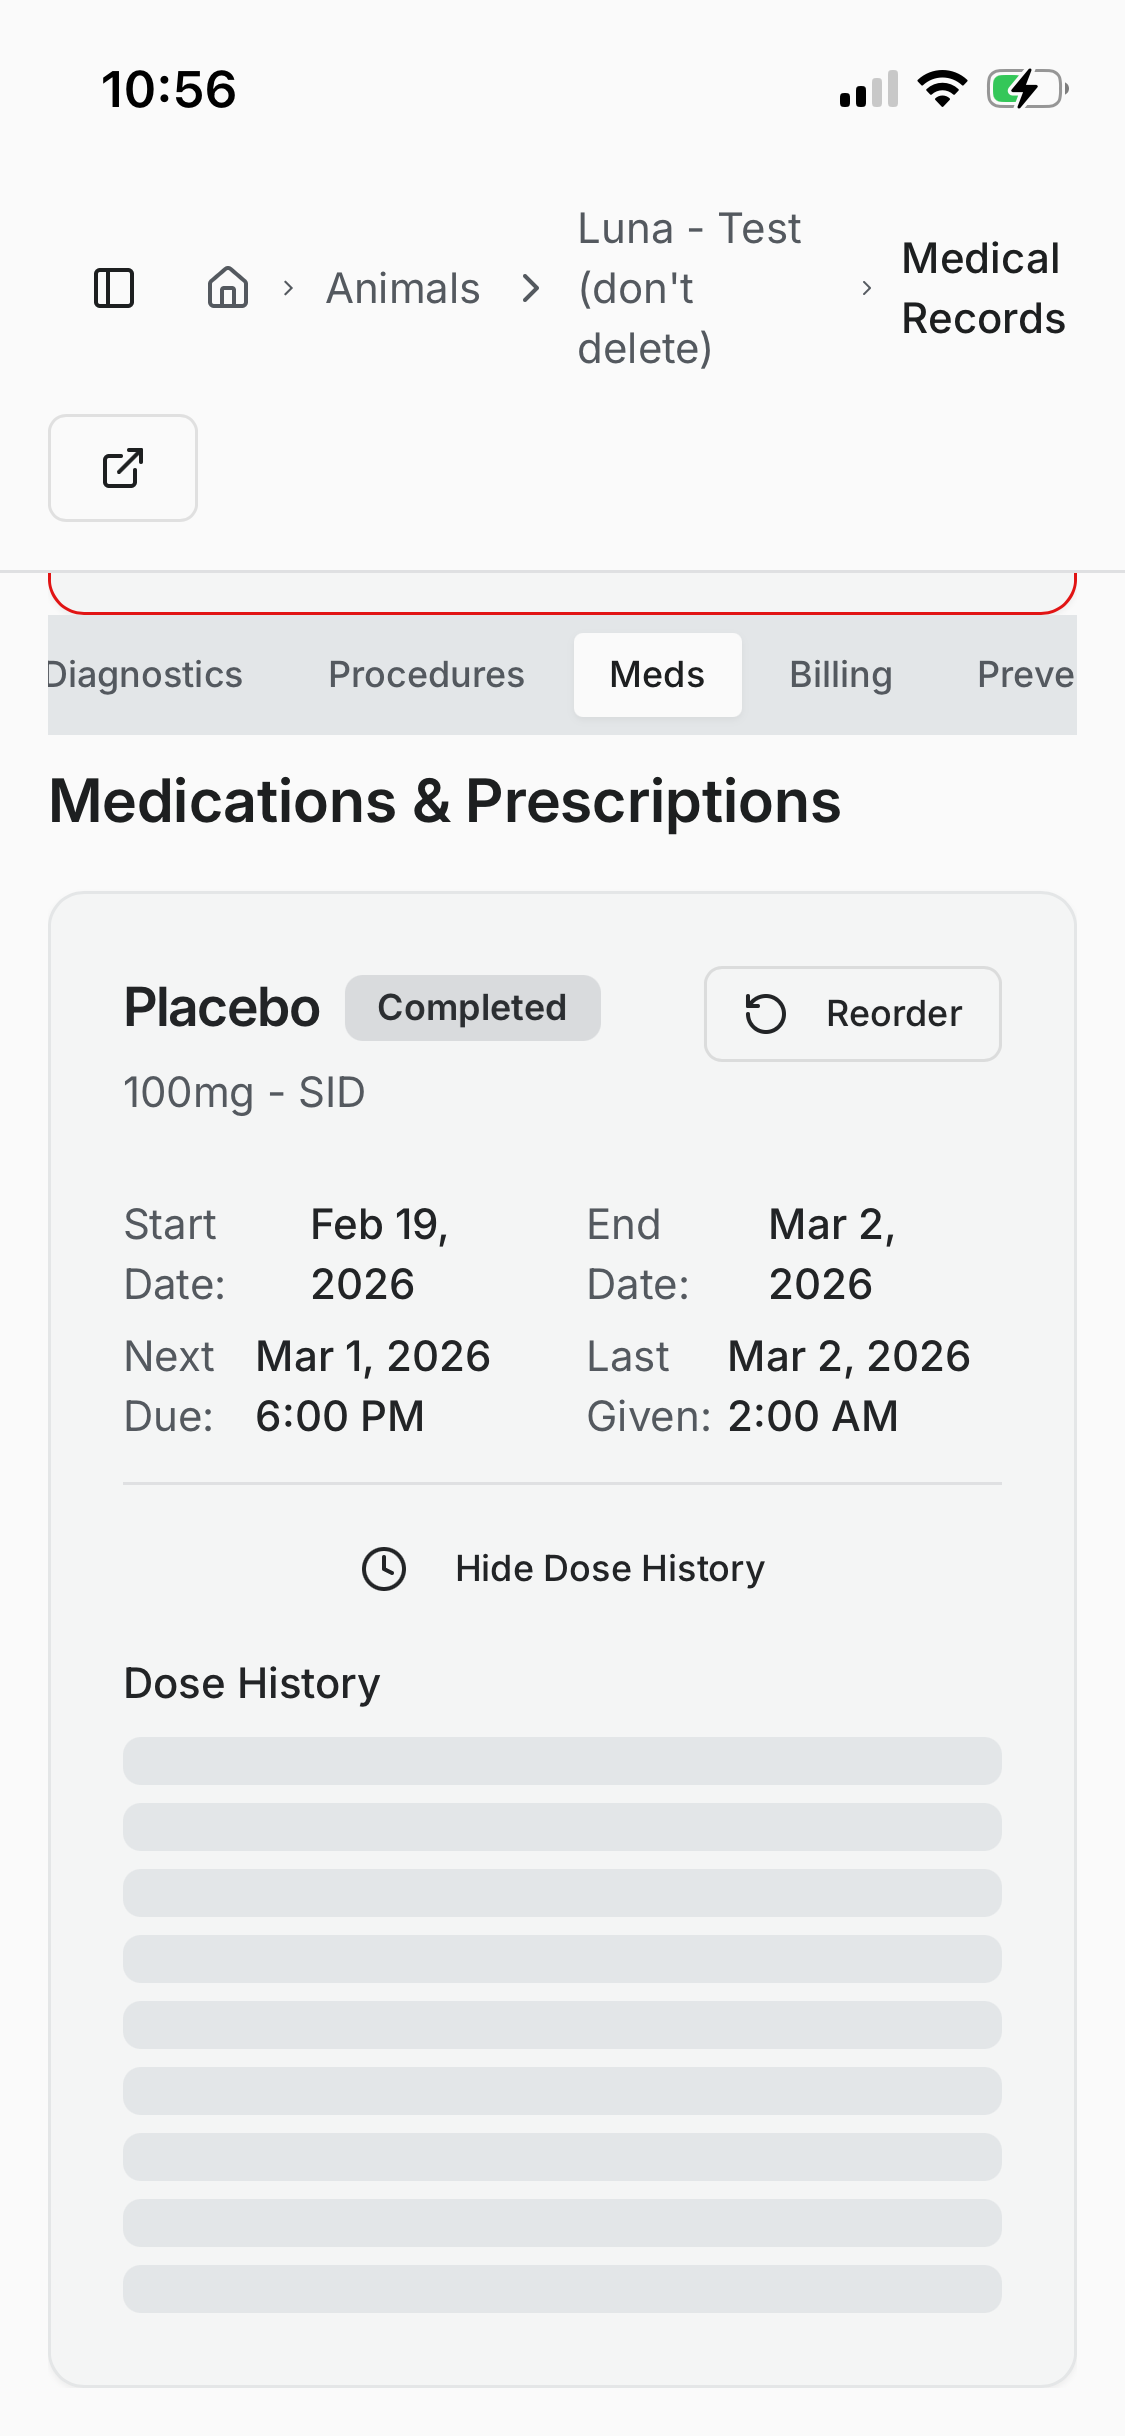 10:56
Animals
Luna - Test
(don't
delete)
Medical
Records
Diagnostics
Procedures
Meds
Billing
Preve
Medications & Prescriptions
Placebo
Completed
Reorder
100mg - SID
Start
Date:
Feb 19,
2026
End
Date:
Mar 2,
2026
Next
Due:
Mar 1, 2026
6:00 PM
Last
Given:
Mar 2, 2026
2:00 AM
Hide Dose History
Dose History